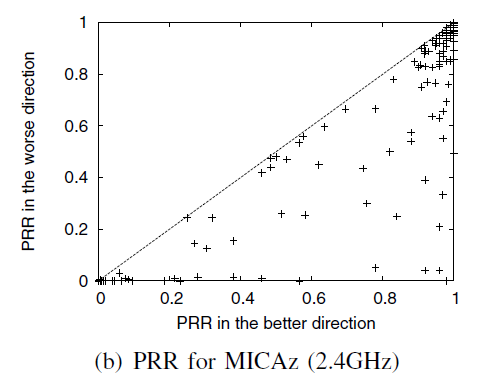 1
0.8
0.6
0.4
0.2
0
PRR in the worse direction
0 0.2 0.4 0.6 0.8 1
PRR in the better direction
(b) PRR for MICAz (2.4GHz)